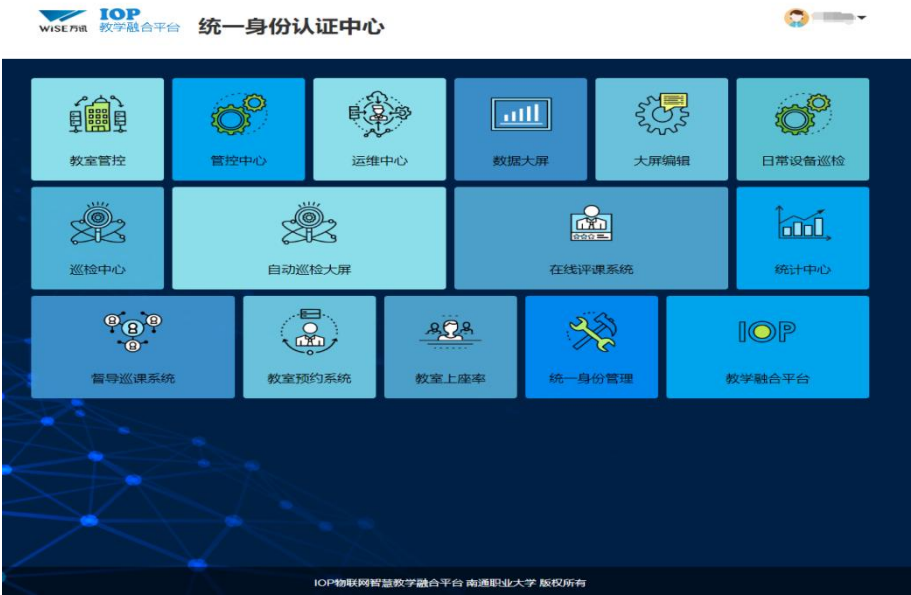 IOP
WiSE万讯 教学融合平台 统一身份认证中心
教室管控 管控中心 运维中心 数据大屏 大屏编辑 日常设备巡检
巡检中心 自动巡检大屏 在线评课系统 统计中心
IOP
督导巡课系统 教室预约系统 教室上座率 统一身份管理 教学融合平台
IOP物联网智慧教学融合平台 南通职业大学 版权所有